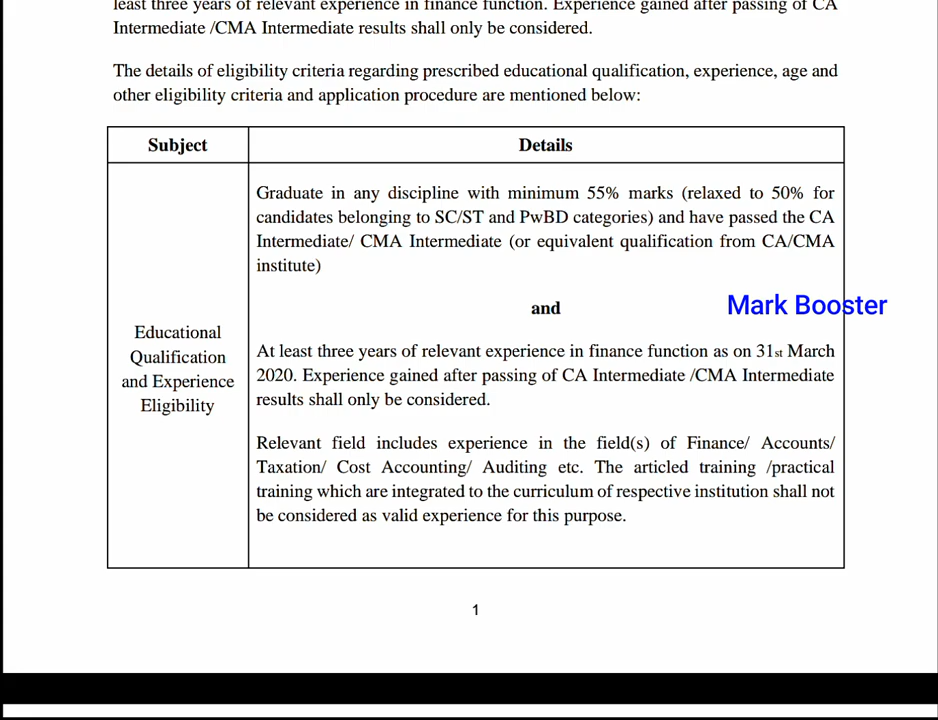 least three years of relevant experience in finance function. Experience gained after passing of CA
Intermediate /CMA Intermediate results shall only be considered.
The details of eligibility criteria regarding prescribed educational qualification, experience, age and
other eligibility criteria and application procedure are mentioned below:
Subject
Details
Educational
Qualification
and Experience
Eligibility
Graduate in any discipline with minimum 55% marks (relaxed to 50% for
candidates belonging to SC/ST and PwBD categories) and have passed the CA
Intermediate/ CMA Intermediate (or equivalent qualification from CA/CMA
institute)
and
Mark Booster
At least three years of relevant experience in finance function as on 31st March
2020. Experience gained after passing of CA Intermediate /CMA Intermediate
results shall only be considered.
Relevant field includes experience in the field(s) of Finance/ Accounts/
Taxation/ Cost Accounting/ Auditing etc. The articled training /practical
training which are integrated to the curriculum of respective institution shall not
be considered as valid experience for this purpose.
1